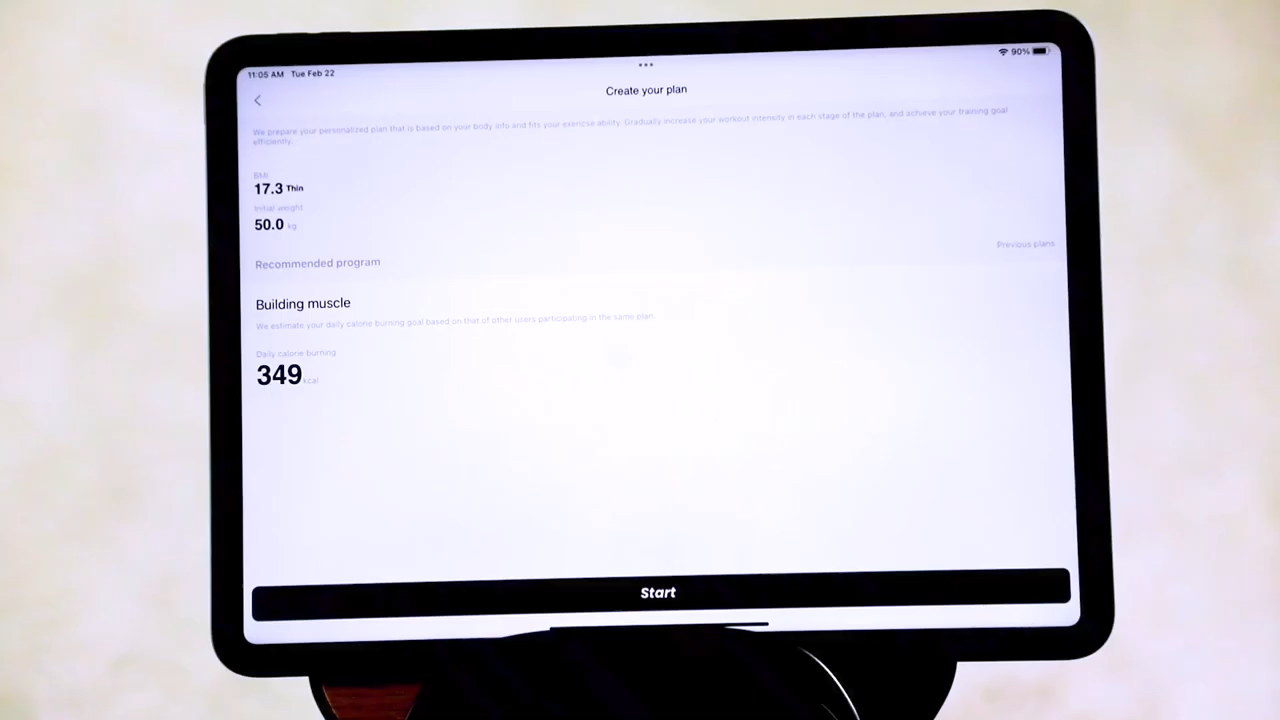 11:05 AM Tue Feb 22
90%
Create your plan
We prepare your personalized plan that is based on your body info and fits your exericse ability. Gradually increase your workout intensity in each stage of the plan, and achieve your training goal
efficiently.
BMI
17.3 Thin
Initial weight
50.0 kg
Previous plans
Recommended program
Building muscle
We estimate your daily calorie burning goal based on that of other users participating in the same plan.
Daily calorie burning
349 kcal
Start